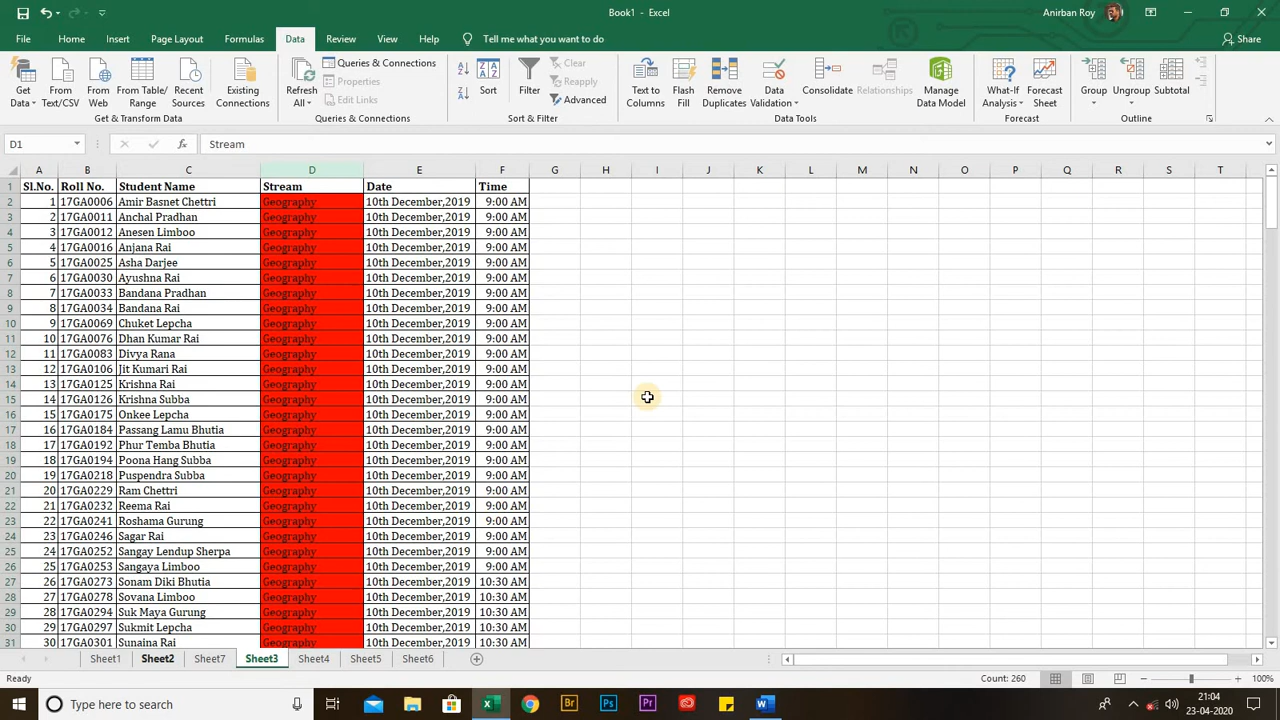 Book1 - Excel
Anirban Roy
File Home Insert Page Layout Formulas Data Review View Help Tell me what you want to do Share
Get Data From Text/CSV From Web From Table/Range Recent Sources Existing Connections
Refresh All Queries & Connections Properties Edit Links
Sort Filter Clear Reapply Advanced
Text to Columns Flash Fill Remove Duplicates Data Validation Consolidate Relationships Manage Data Model
What-If Analysis Forecast Sheet Group Ungroup Subtotal
Get & Transform Data Queries & Connections Sort & Filter Data Tools Forecast Outline
D1 fx Stream
A B C D E F G H I J K L M N O P Q R S T
1 Sl.No. Roll No. Student Name Stream Date Time
2 1 17GA0006 Amir Basnet Chettri Geography 10th December,2019 9:00 AM
3 2 17GA0011 Anchal Pradhan Geography 10th December,2019 9:00 AM
4 3 17GA0012 Anesen Limboo Geography 10th December,2019 9:00 AM
5 4 17GA0016 Anjana Rai Geography 10th December,2019 9:00 AM
6 5 17GA0025 Asha Darjee Geography 10th December,2019 9:00 AM
7 6 17GA0030 Ayushna Rai Geography 10th December,2019 9:00 AM
8 7 17GA0033 Bandana Pradhan Geography 10th December,2019 9:00 AM
9 8 17GA0034 Bandana Rai Geography 10th December,2019 9:00 AM
10 9 17GA0069 Chuket Lepcha Geography 10th December,2019 9:00 AM
11 10 17GA0076 Dhan Kumar Rai Geography 10th December,2019 9:00 AM
12 11 17GA0083 Divya Rana Geography 10th December,2019 9:00 AM
13 12 17GA0106 Jit Kumari Rai Geography 10th December,2019 9:00 AM
14 13 17GA0125 Krishna Rai Geography 10th December,2019 9:00 AM
15 14 17GA0126 Krishna Subba Geography 10th December,2019 9:00 AM
16 15 17GA0175 Onkee Lepcha Geography 10th December,2019 9:00 AM
17 16 17GA0184 Passang Lamu Bhutia Geography 10th December,2019 9:00 AM
18 17 17GA0192 Phur Temba Bhutia Geography 10th December,2019 9:00 AM
19 18 17GA0194 Poona Hang Subba Geography 10th December,2019 9:00 AM
20 19 17GA0218 Puspendra Subba Geography 10th December,2019 9:00 AM
21 20 17GA0229 Ram Chettri Geography 10th December,2019 9:00 AM
22 21 17GA0232 Reema Rai Geography 10th December,2019 9:00 AM
23 22 17GA0241 Roshama Gurung Geography 10th December,2019 9:00 AM
24 23 17GA0246 Sagar Rai Geography 10th December,2019 9:00 AM
25 24 17GA0252 Sangay Lendup Sherpa Geography 10th December,2019 9:00 AM
26 25 17GA0253 Sangaya Limboo Geography 10th December,2019 9:00 AM
27 26 17GA0273 Sonam Diki Bhutia Geography 10th December,2019 10:30 AM
28 27 17GA0278 Sovana Limboo Geography 10th December,2019 10:30 AM
29 28 17GA0294 Suk Maya Gurung Geography 10th December,2019 10:30 AM
30 29 17GA0297 Sukmit Lepcha Geography 10th December,2019 10:30 AM
31 30 17GA0301 Sunaina Rai Geography 10th December,2019 10:30 AM
Sheet1 Sheet2 Sheet7 Sheet3 Sheet4 Sheet5 Sheet6
Ready Count: 260 100%
Type here to search
Br Ps Pr
21:04
23-04-2020